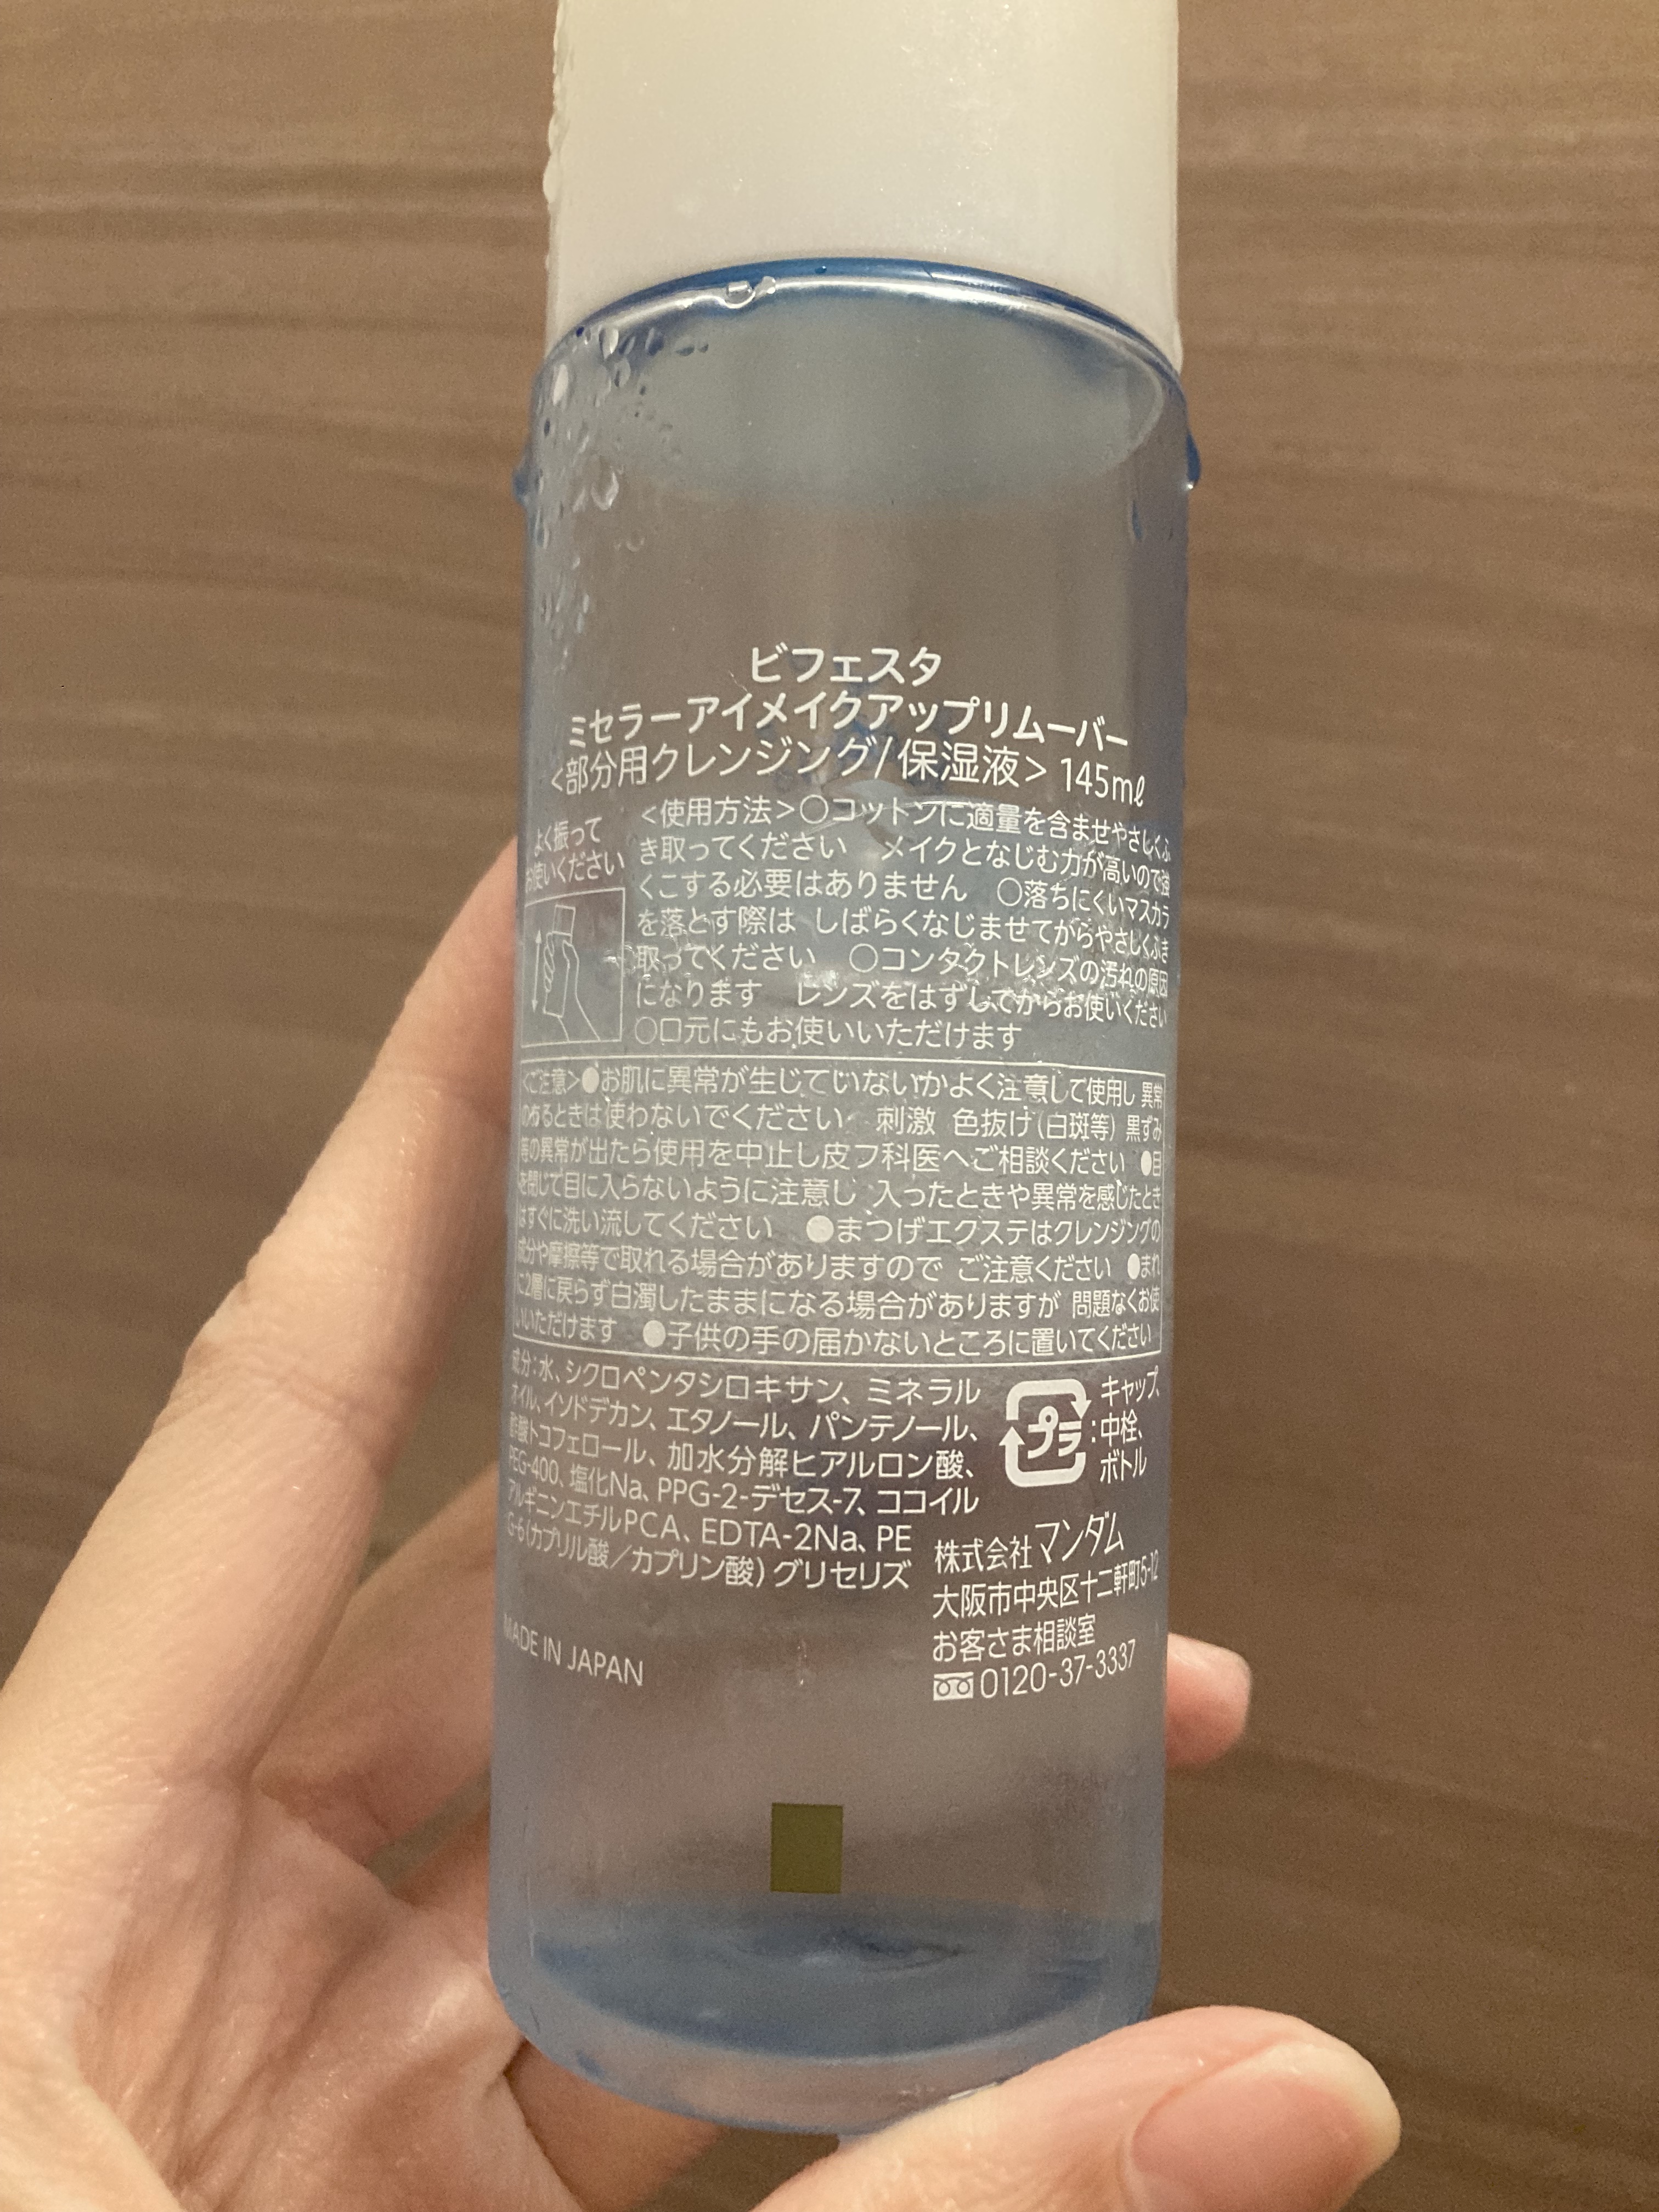 ビフェスタ
ミセラーアイメイクアップリムーバー
<部分用クレンジング/保湿液> 145mℓ
よく振って
お使いください
<使用方法>○コットンに適量を含ませやさしくふ
き取ってください メイクとなじむ力が高いので強
くこする必要はありません ○落ちにくいマスカラ
を落とす際は しばらくなじませてからやさしくふき
取ってください ○コンタクトレンズの汚れの原因
になります レンズをはずしてからお使いください
○口元にもお使いいただけます
<ご注意>●お肌に異常が生じていないかよく注意して使用し 異常
のあるときは使わないでください 刺激 色抜け(白斑等) 黒ずみ
等の異常が出たら使用を中止し皮フ科医へご相談ください ●目
を閉じて目に入らないように注意し 入ったときや異常を感じたとき
はすぐに洗い流してください ●まつげエクステはクレンジングの
成分や摩擦等で取れる場合がありますので ご注意ください ●まれ
に2層に戻らず白濁したままになる場合がありますが 問題なくお使
いいただけます ●子供の手の届かないところに置いてください
成分:水、シクロペンタシロキサン、ミネラル
オイル、イソドデカン、エタノール、パンテノール、
酢酸トコフェロール、加水分解ヒアルロン酸、
PEG-400、塩化Na、PPG-2-デセス-7、ココイル
アルギニンエチルPCA、EDTA-2Na、PE
G-6(カプリル酸/カプリン酸)グリセリズ
プラ:キャップ、
中栓、
ボトル
株式会社マンダム
大阪市中央区十二軒町5-12
お客さま相談室
0120-37-3337
MADE IN JAPAN